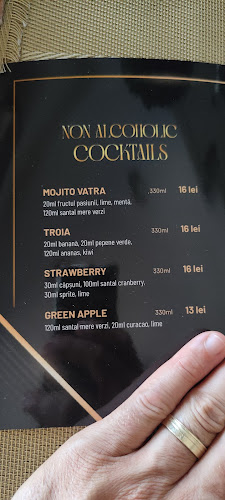 NON ALCOHOLIC
COCKTAILS
MOJITO VATRA 330ml 16 lei
20ml fructul pasiunii, lime, mentă,
120ml santal mere verzi
TROIA 330ml 16 lei
20ml banană, 20ml pepene verde,
120ml ananas, kiwi
STRAWBERRY 330ml 16 lei
30ml căpșuni, 100ml santal cranberry,
30ml sprite, lime
GREEN APPLE 330ml 13 lei
120ml santal mere verzi, 20ml curacao, lime